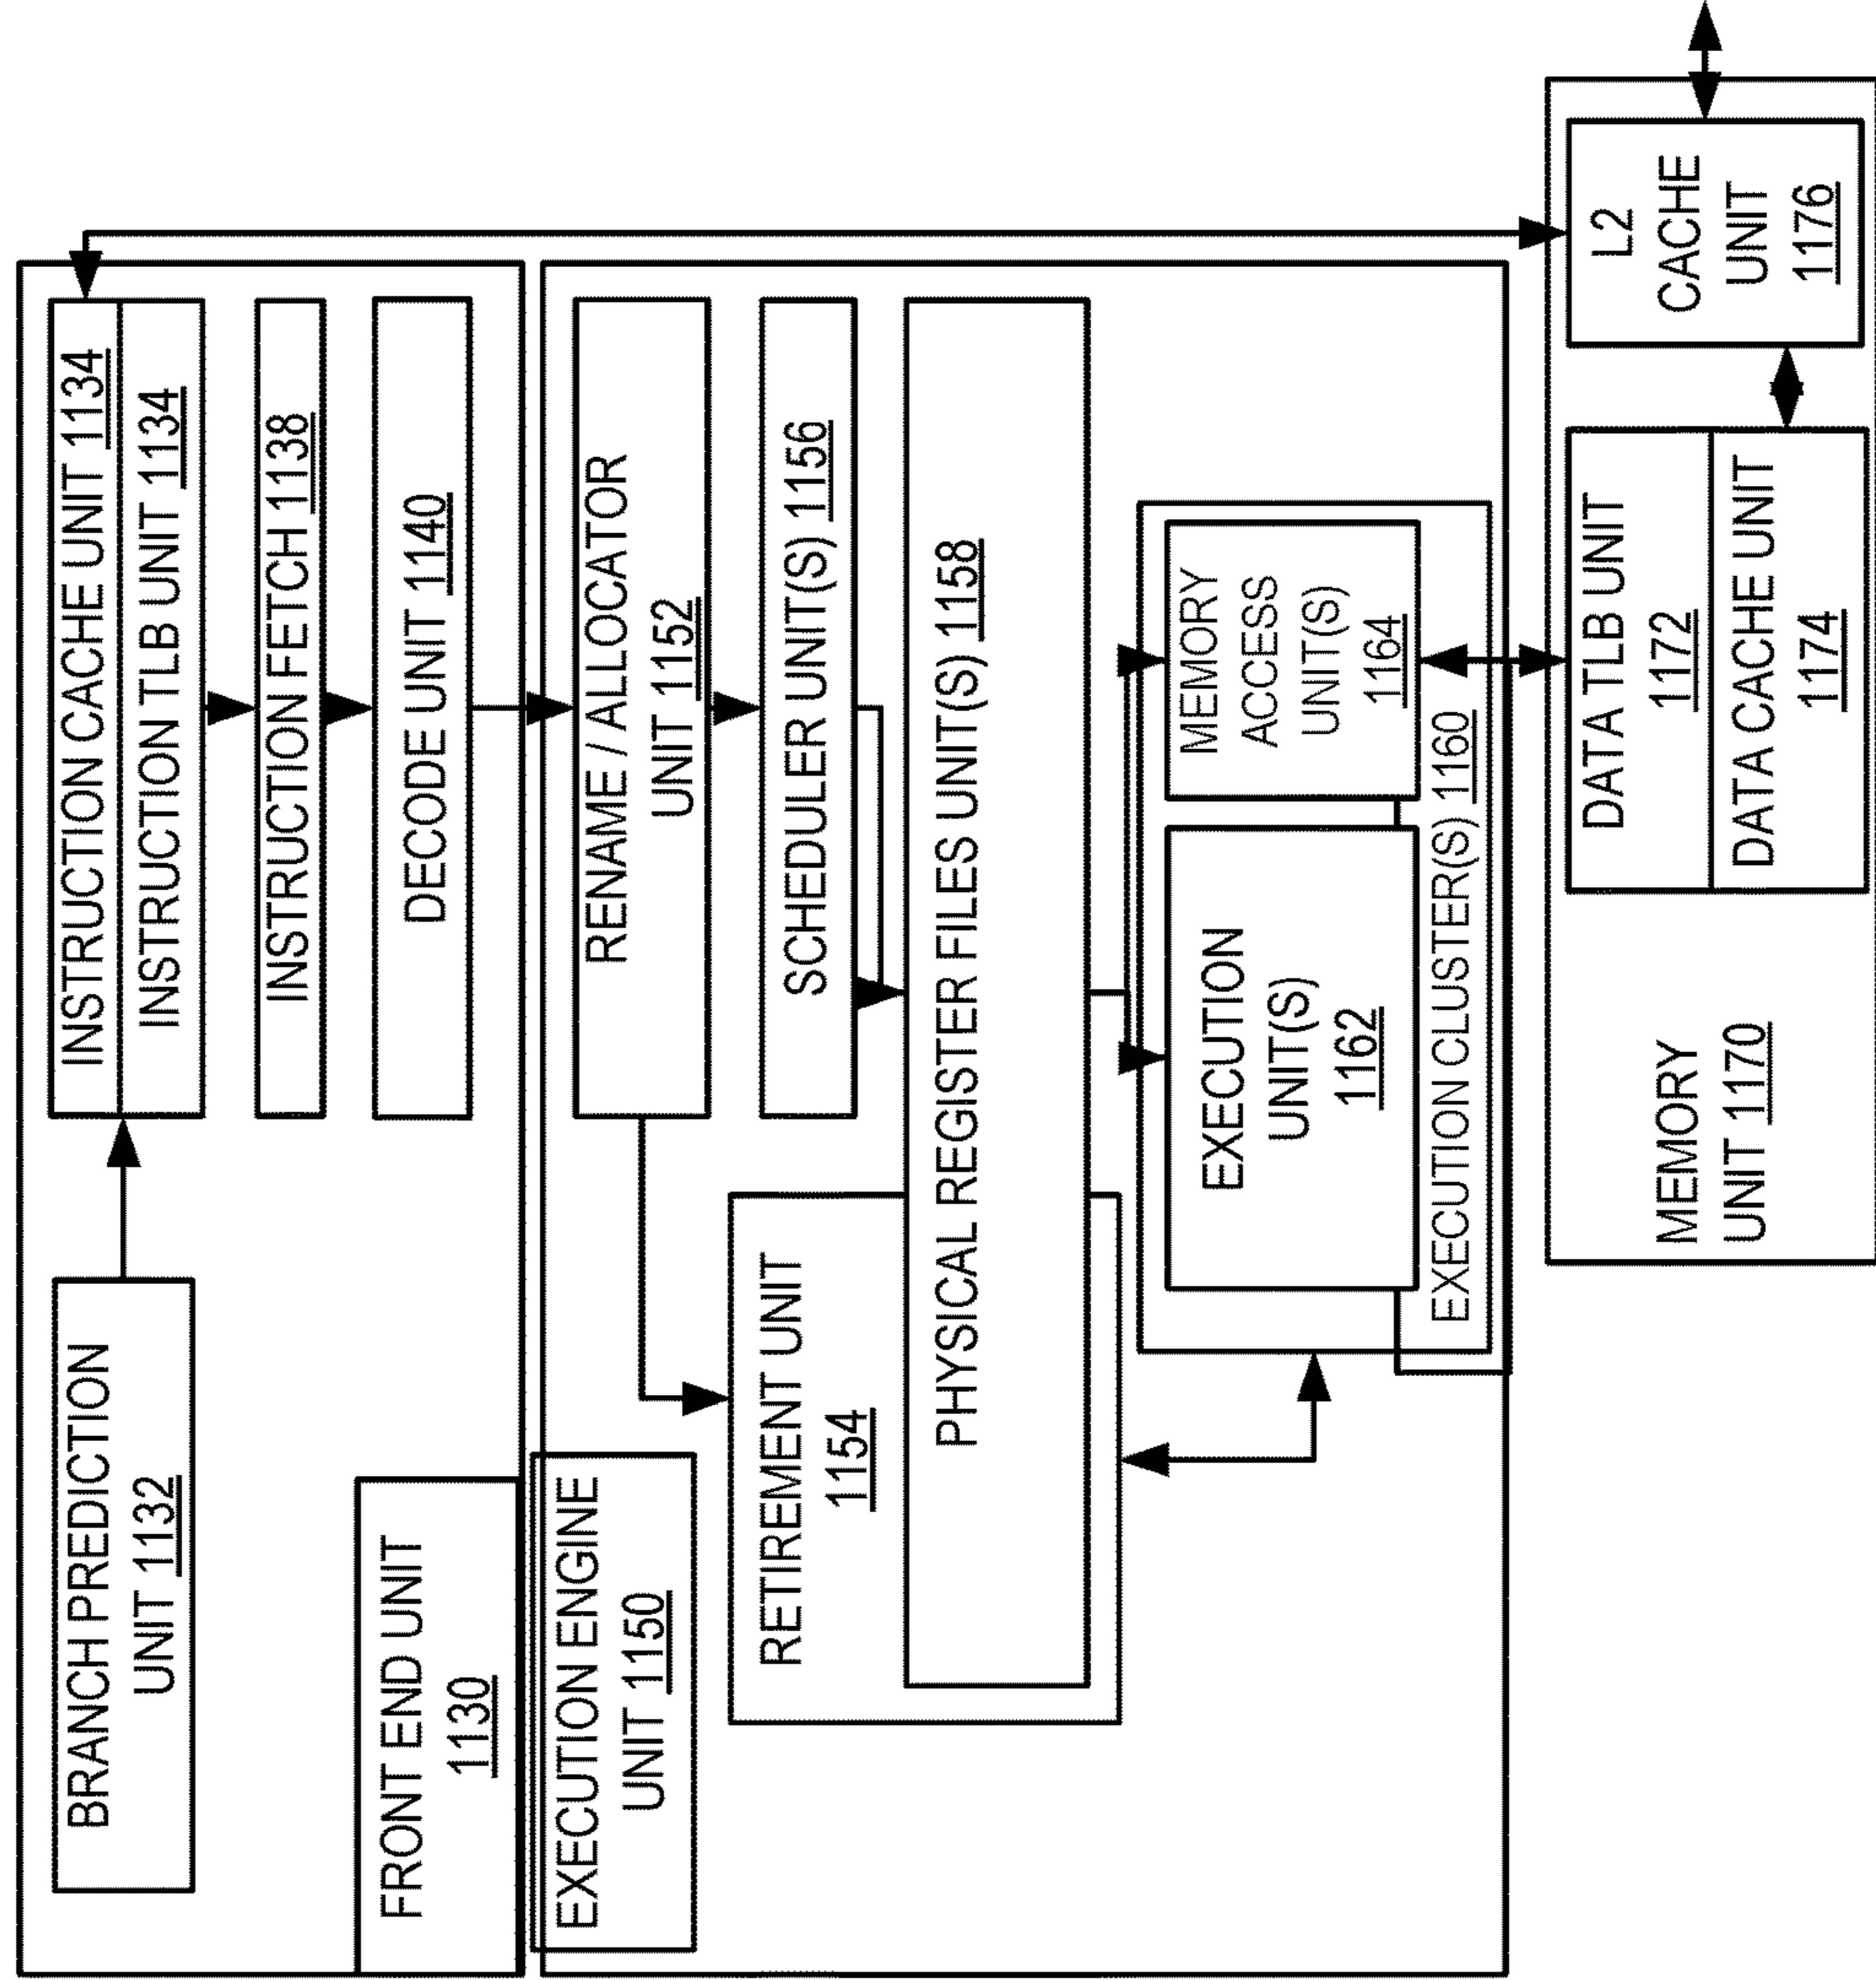 BRANCH PREDICTION
UNIT 1132
INSTRUCTION CACHE UNIT 1134
INSTRUCTION TLB UNIT 1134
INSTRUCTION FETCH 1138
DECODE UNIT 1140
FRONT END UNIT
1130
EXECUTION ENGINE
UNIT 1150
RENAME / ALLOCATOR
UNIT 1152
RETIREMENT UNIT
1154
SCHEDULER UNIT(S) 1156
PHYSICAL REGISTER FILES UNIT(S) 1158
EXECUTION
UNIT(S)
1162
MEMORY
ACCESS
UNIT(S)
1164
EXECUTION CLUSTER(S) 1160
MEMORY
UNIT 1170
DATA TLB UNIT
1172
DATA CACHE UNIT
1174
L2
CACHE
UNIT
1176